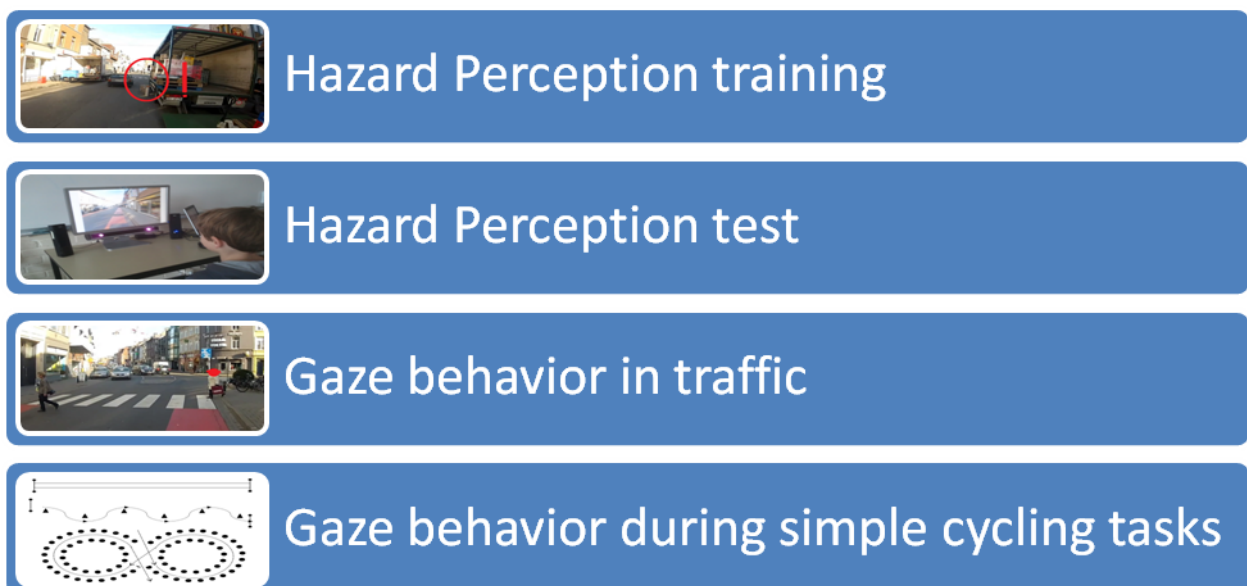 Hazard Perception training
Hazard Perception test
Gaze behavior in traffic
Gaze behavior during simple cycling tasks